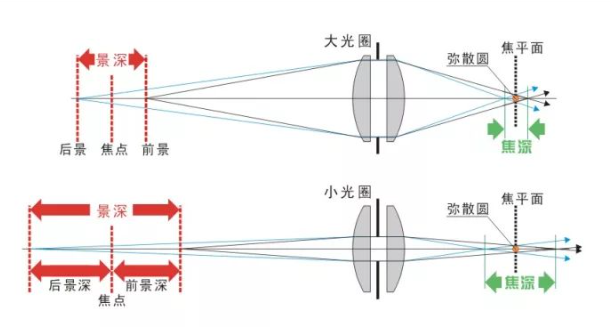 大光圈
焦平面
景深
弥散圆
后景 焦点 前景
焦深
小光圈
焦平面
景深
弥散圆
后景深 前景深
焦深
焦点